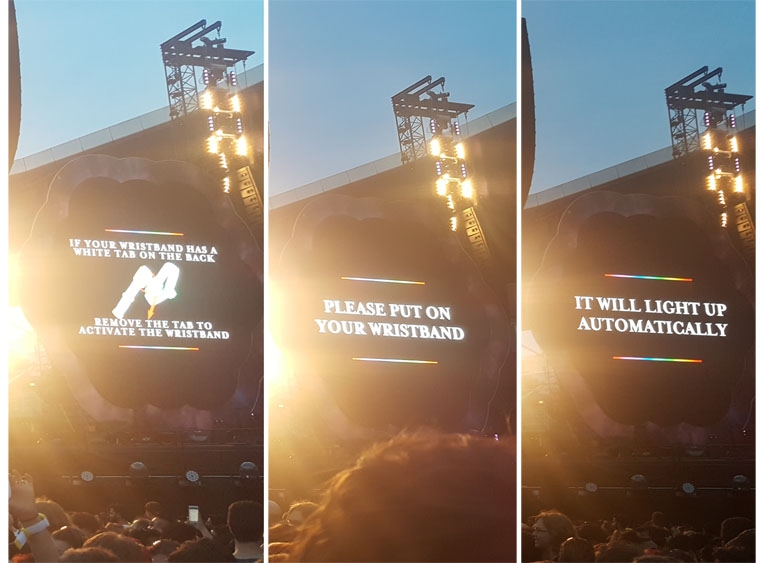 IF YOUR WRISTBAND HAS A
WHITE TAB ON THE BACK
REMOVE THE TAB TO
ACTIVATE THE WRISTBAND
PLEASE PUT ON
YOUR WRISTBAND
IT WILL LIGHT UP
AUTOMATICALLY